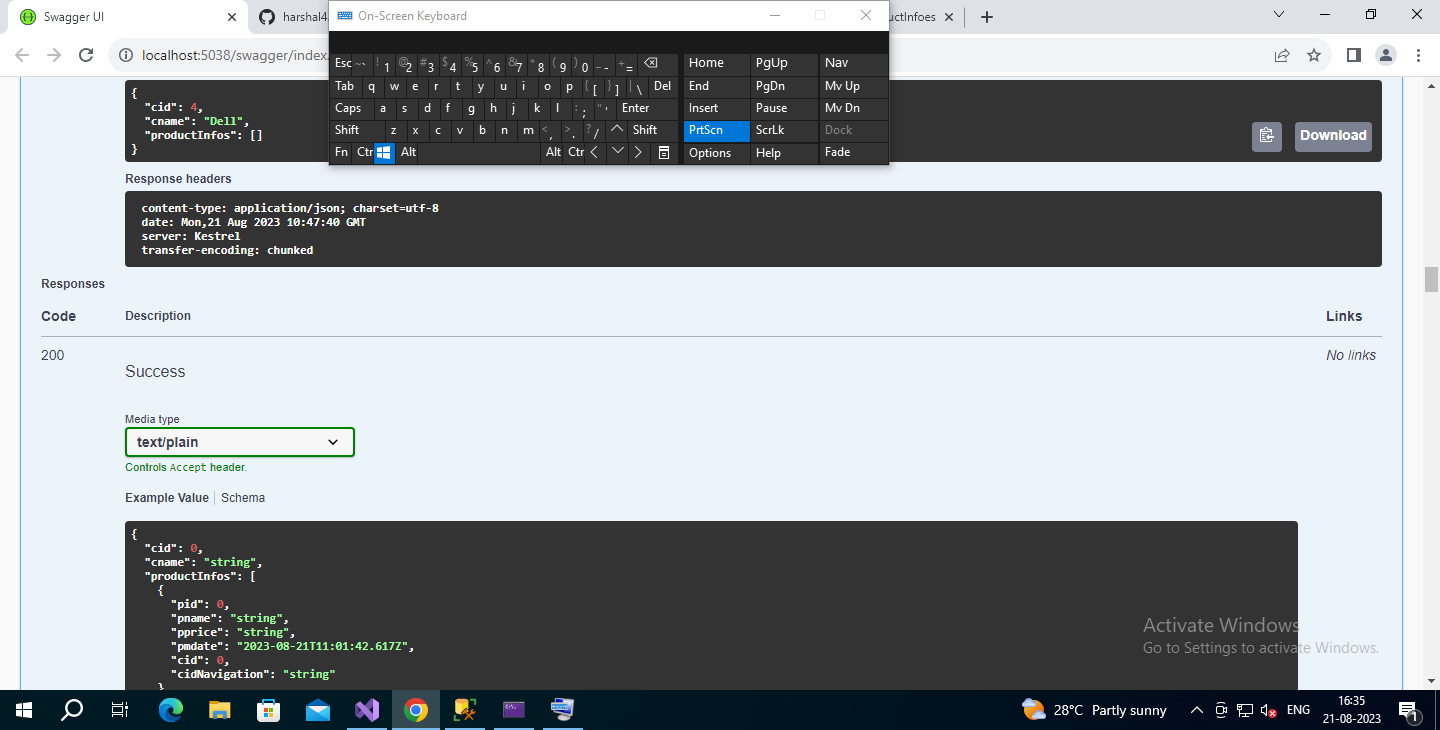 Swagger UI
harshal4
On-Screen Keyboard
uctInfoes
localhost:5038/swagger/index.
Esc ~ ` ! 1 @ 2 # 3 $ 4 % 5 ^ 6 & 7 * 8 ( 9 ) 0 _ - + = Home PgUp Nav
Tab q w e r t y u i o p { [ } ] | \ Del End PgDn Mv Up
Caps a s d f g h j k l : ; " ' Enter Insert Pause Mv Dn
Shift z x c v b n m < , > . ? / Shift PrtScn ScrLk Dock
Fn Ctr Alt Alt Ctr Options Help Fade
{
"cid": 4,
"cname": "Dell",
"productInfos": []
}
Download
Response headers
content-type: application/json; charset=utf-8
date: Mon,21 Aug 2023 10:47:40 GMT
server: Kestrel
transfer-encoding: chunked
Responses
Code Description Links
200 Success No links
Media type
text/plain
Controls Accept header.
Example Value Schema
{
"cid": 0,
"cname": "string",
"productInfos": [
{
"pid": 0,
"pname": "string",
"pprice": "string",
"pmdate": "2023-08-21T11:01:42.617Z",
"cid": 0,
"cidNavigation": "string"
}
Activate Windows
Go to Settings to activate Windows.
28°C Partly sunny
ENG
16:35
21-08-2023
1